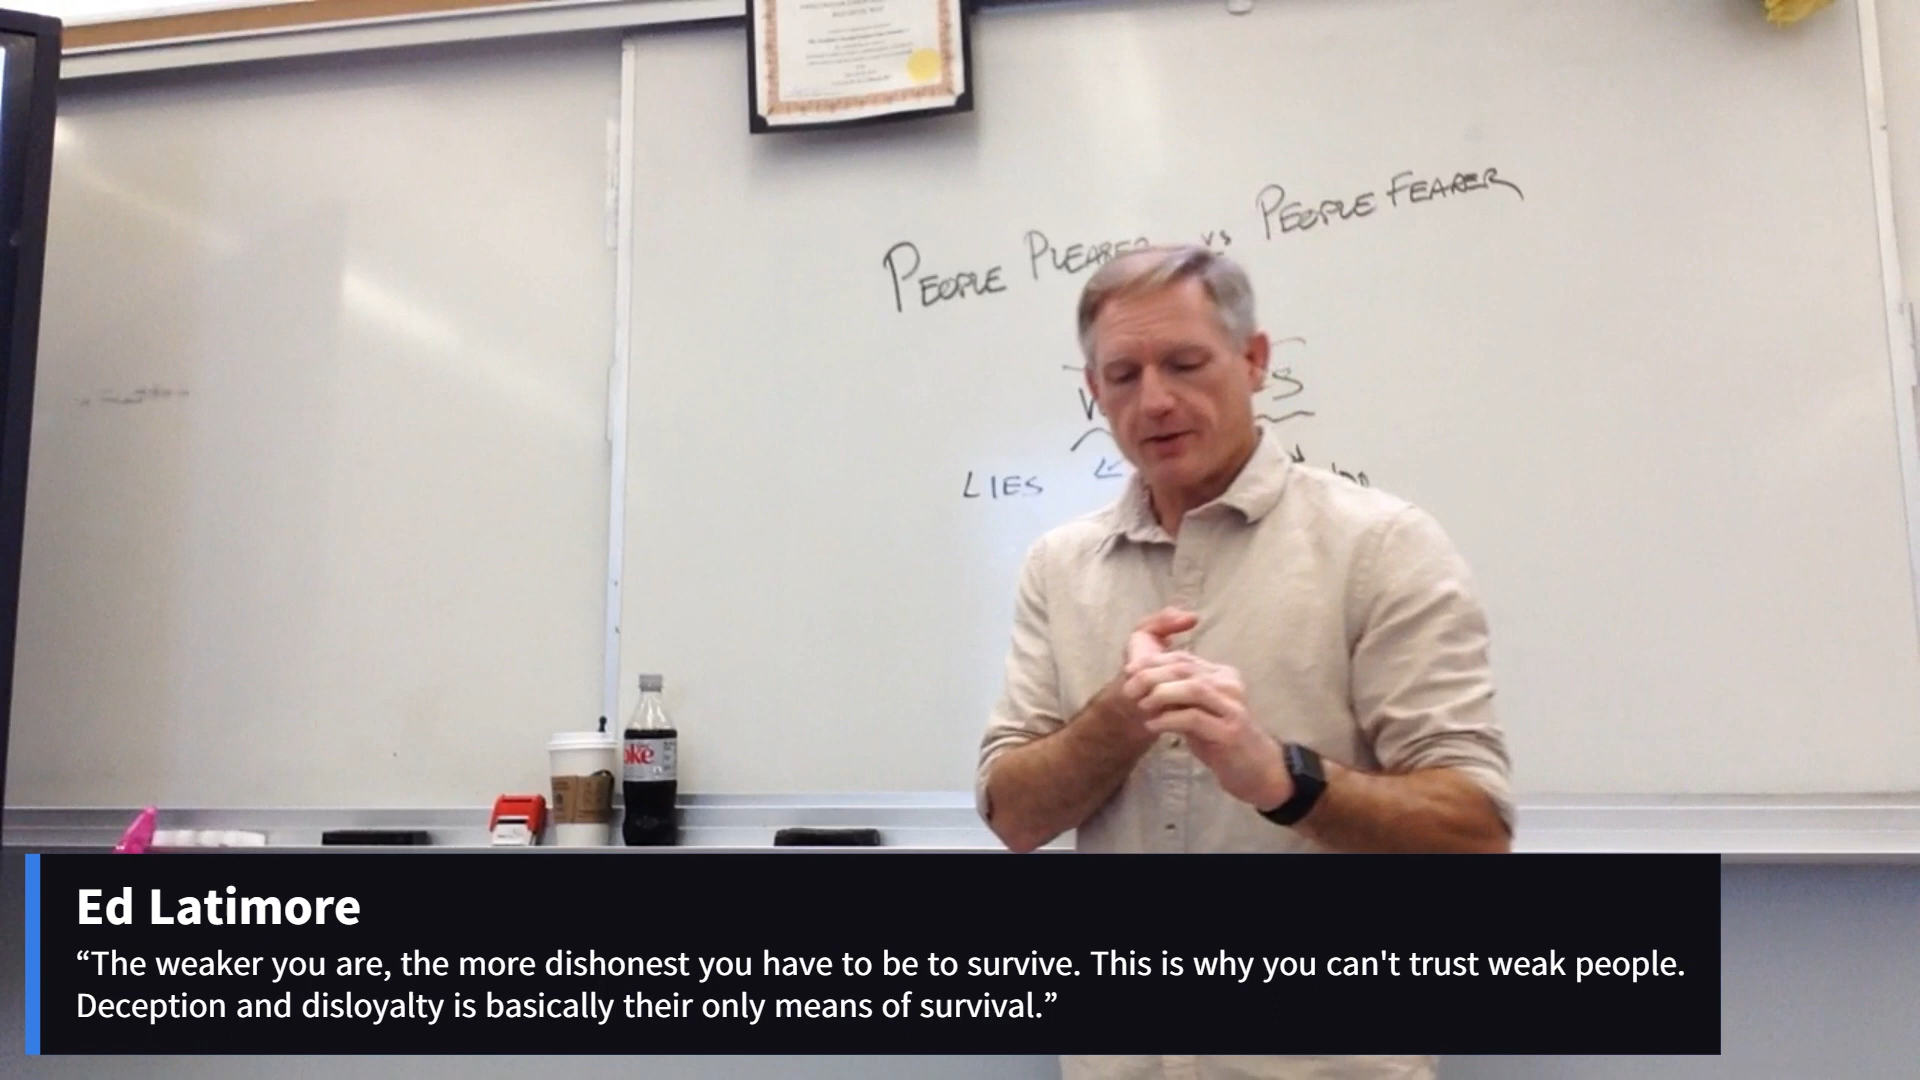 PEOPLE PLEASER vs PEOPLE FEARER
LIES
oke
Ed Latimore
“The weaker you are, the more dishonest you have to be to survive. This is why you can't trust weak people.
Deception and disloyalty is basically their only means of survival.”